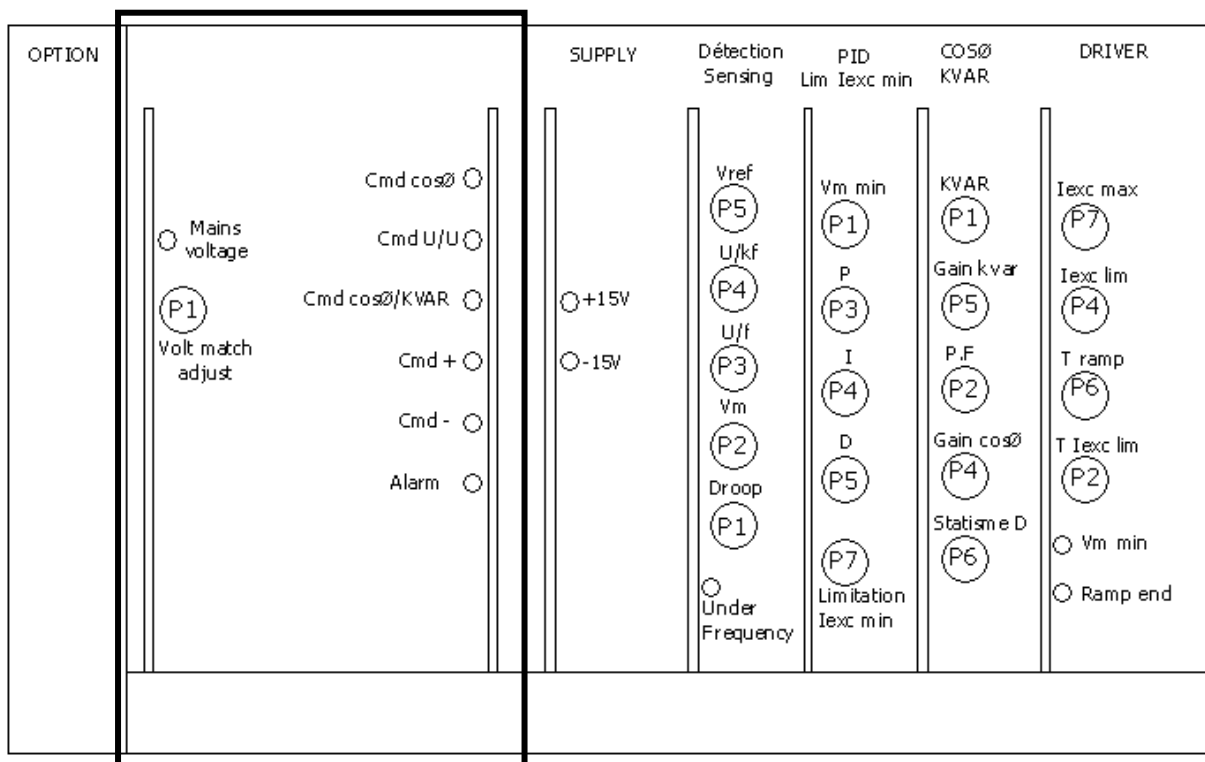 OPTION
Mains
voltage
P1
Volt match
adjust
Cmd cosØ
Cmd U/U
Cmd cosØ/KVAR
Cmd +
Cmd -
Alarm
SUPPLY
+15V
-15V
Détection
Sensing
Vref
P5
U/kf
P4
U/f
P3
Vm
P2
Droop
P1
Under
Frequency
PID
Lim Iexc min
Vm min
P1
P
P3
I
P4
D
P5
P7
Limitation
Iexc min
COSØ
KVAR
KVAR
P1
Gain kvar
P5
P.F
P2
Gain cosØ
P4
Statisme D
P6
DRIVER
Iexc max
P7
Iexc lim
P4
T ramp
P6
T Iexc lim
P2
Vm min
Ramp end